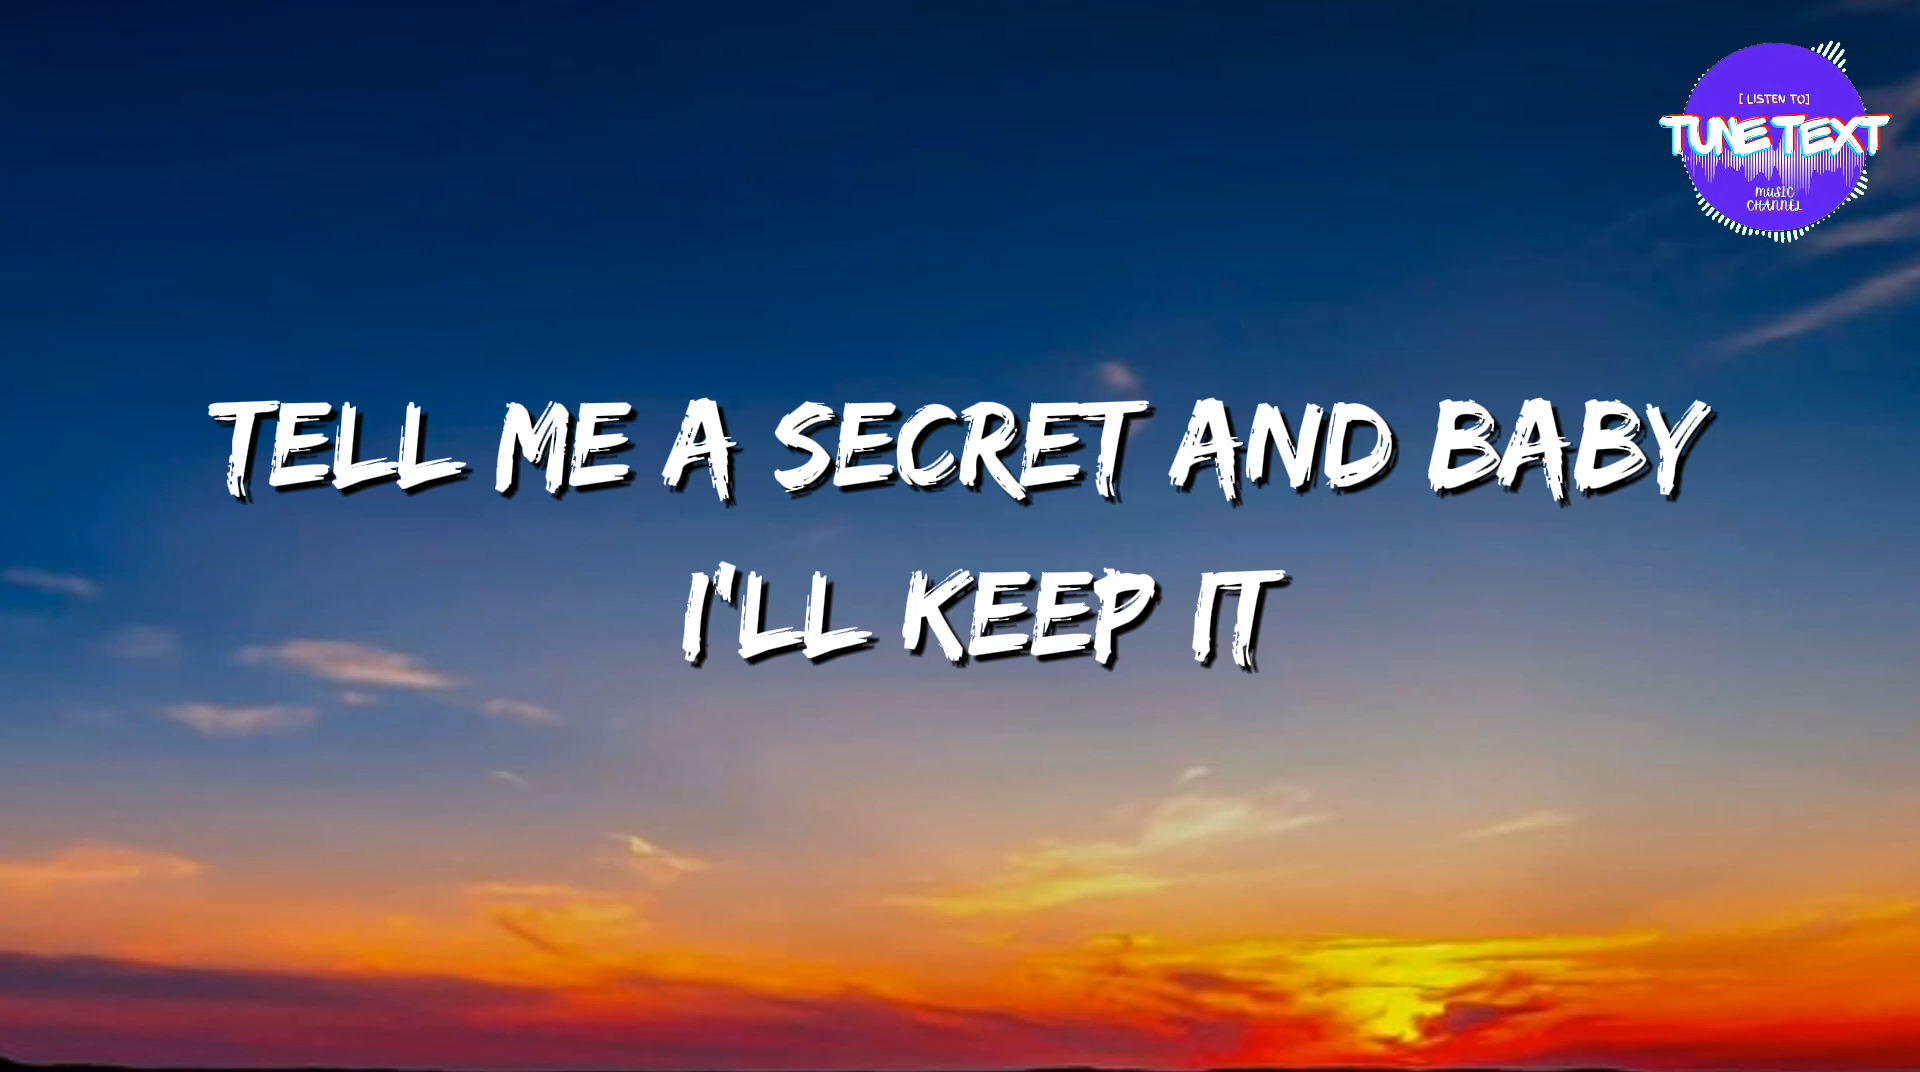 [ LISTEN TO]
TUNE TEXT
MUSIC
CHANNEL
TELL ME A SECRET AND BABY
I'LL KEEP IT